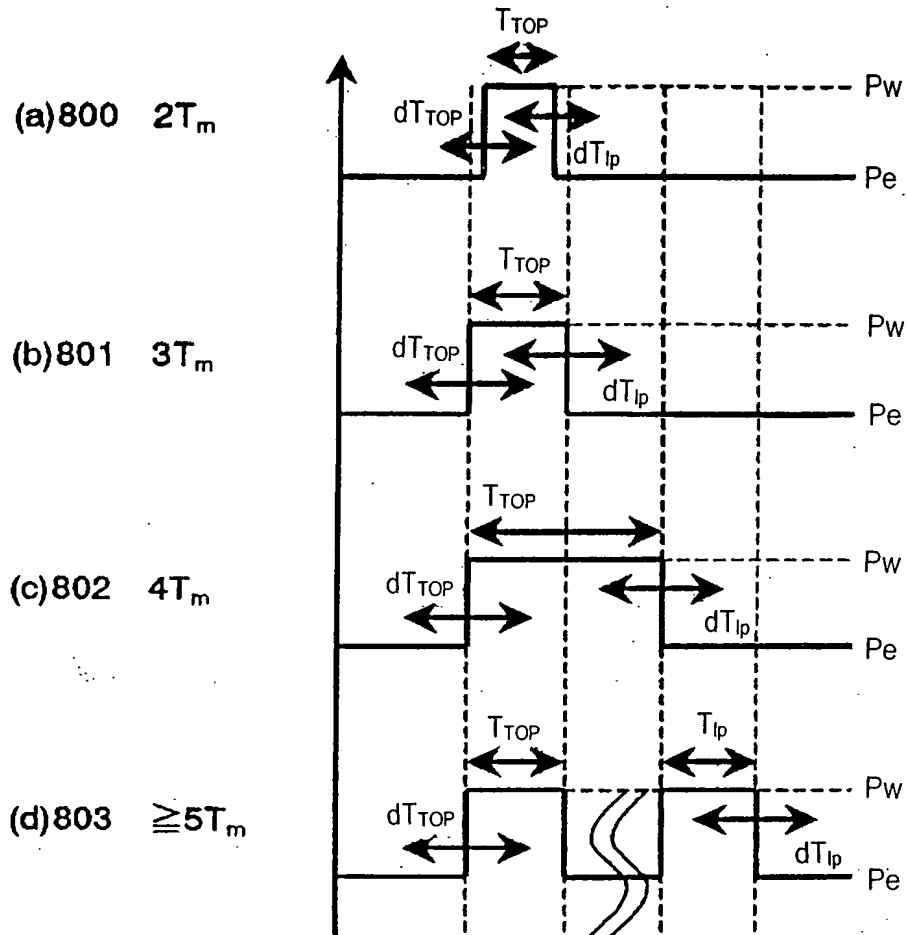 T_TOP
(a)800 2T_m
Pw
dT_TOP
dT_lp
Pe
T_TOP
(b)801 3T_m
Pw
dT_TOP
dT_lp
Pe
T_TOP
(c)802 4T_m
Pw
dT_TOP
dT_lp
Pe
T_TOP
T_lp
(d)803 ≧5T_m
Pw
dT_TOP
dT_lp
Pe